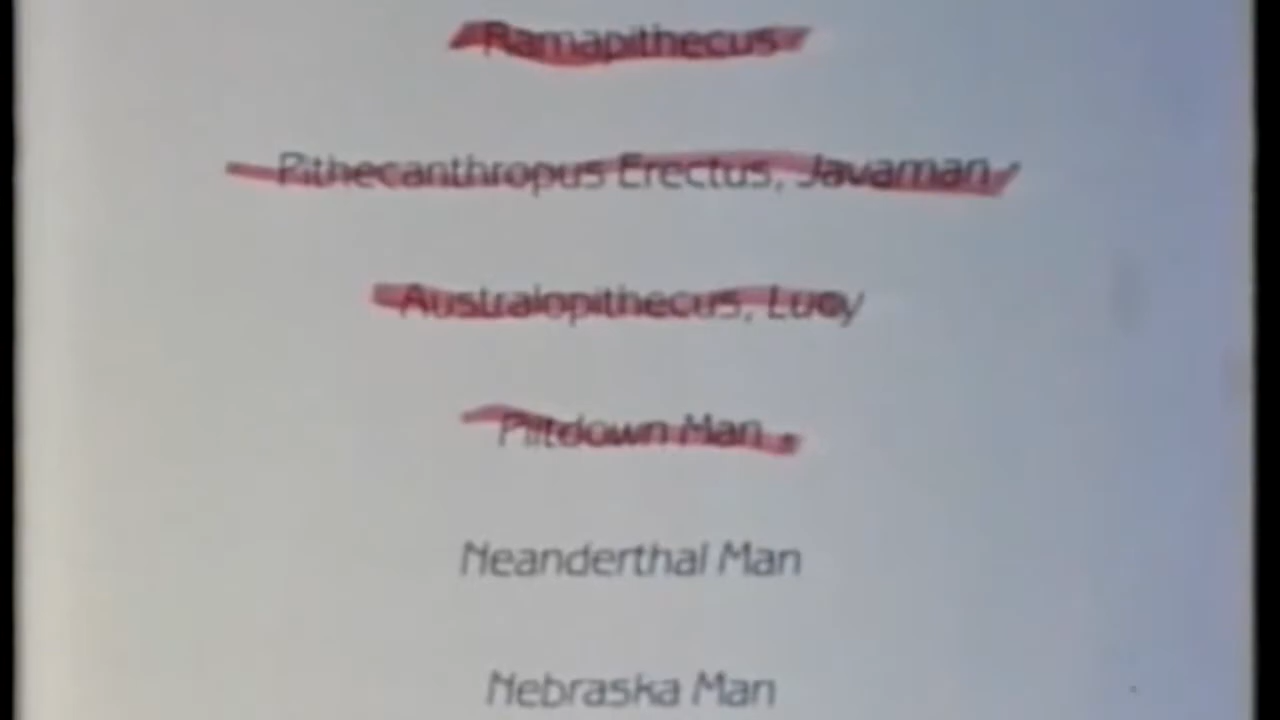 Ramapithecus
Pithecanthropus Erectus, Javaman
Australopithecus, Lucy
Piltdown Man
Neanderthal Man
Nebraska Man